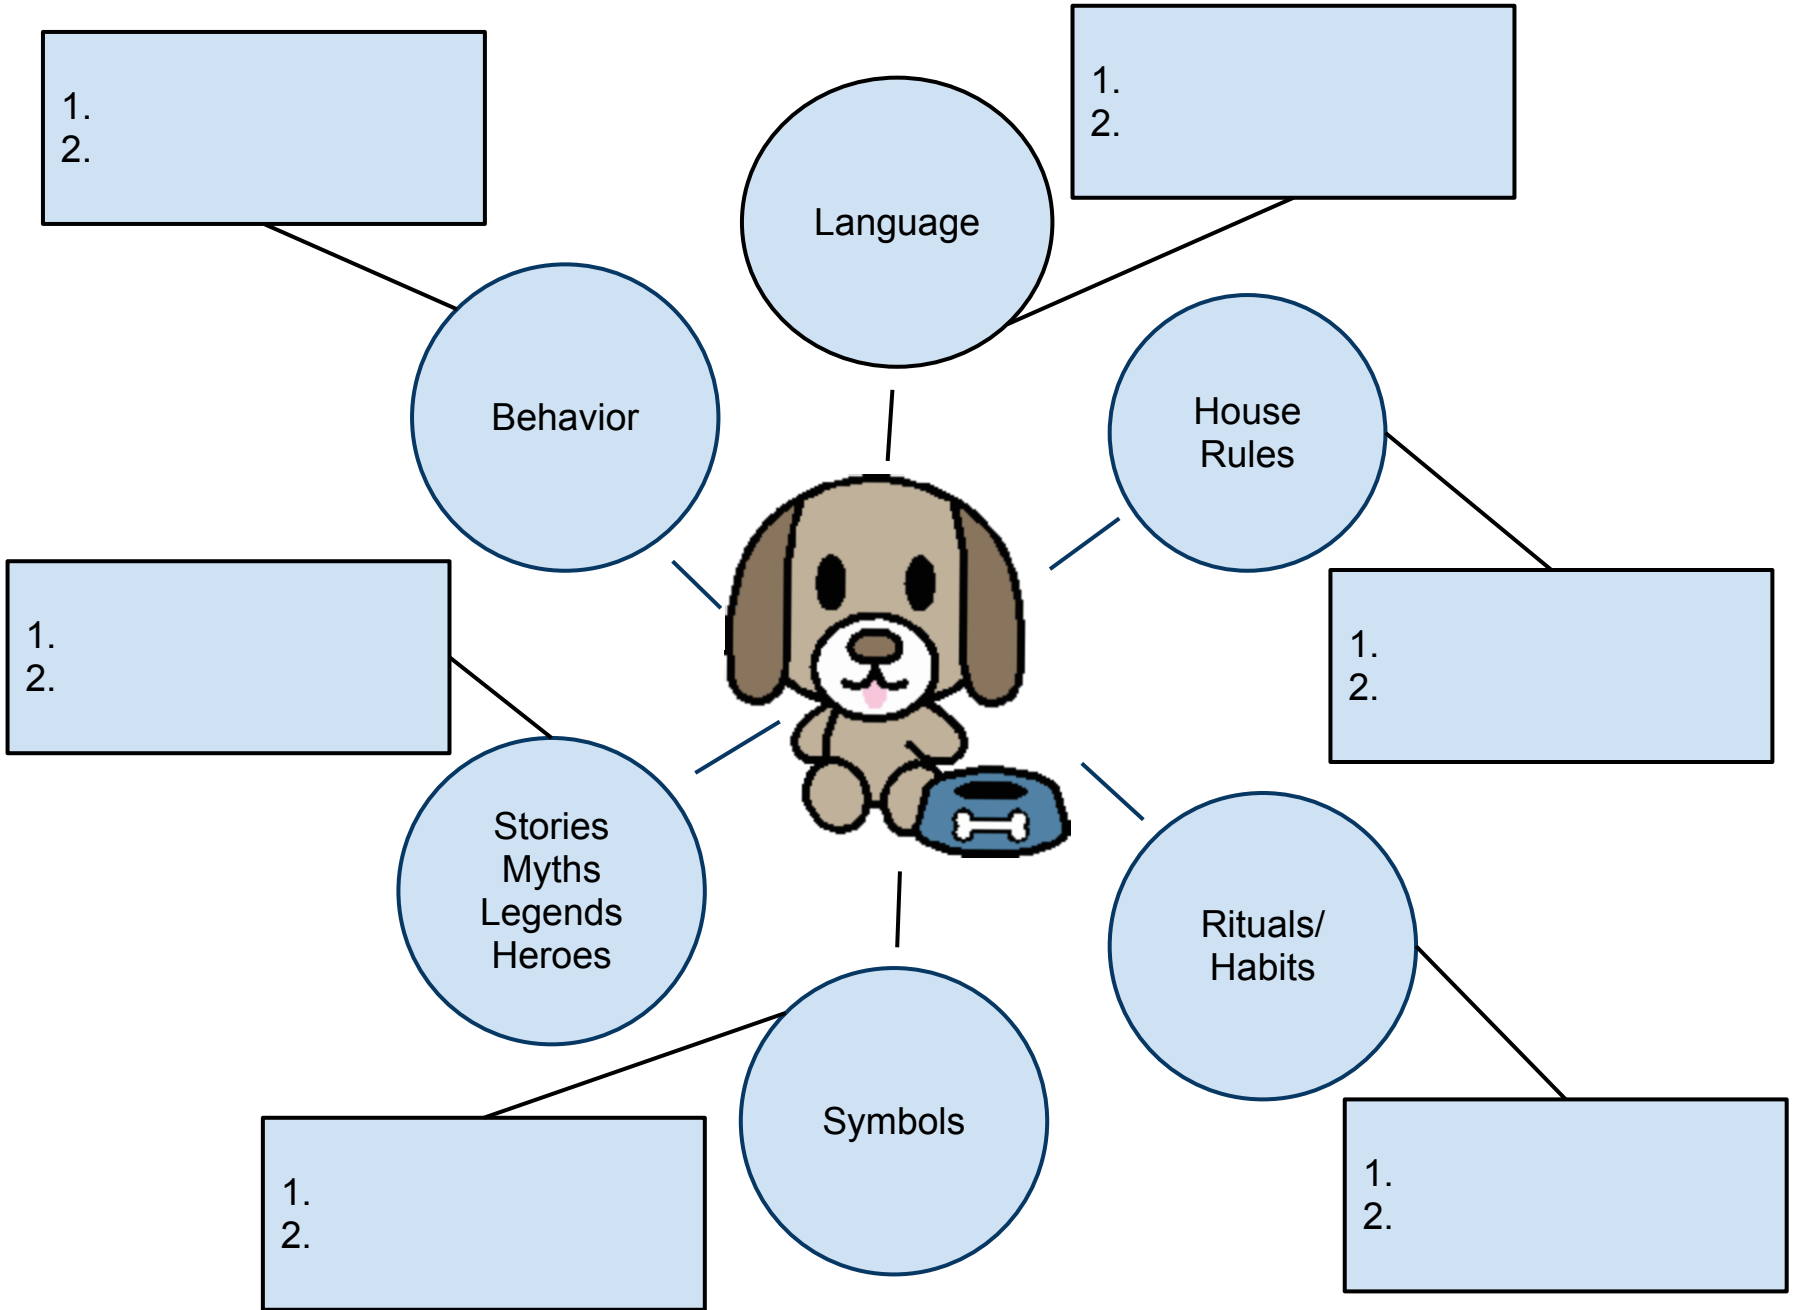 1.
2.
1.
2.
Language
Behavior
House
Rules
1.
2.
1.
2.
Stories
Myths
Legends
Heroes
Rituals/
Habits
Symbols
1.
2.
1.
2.